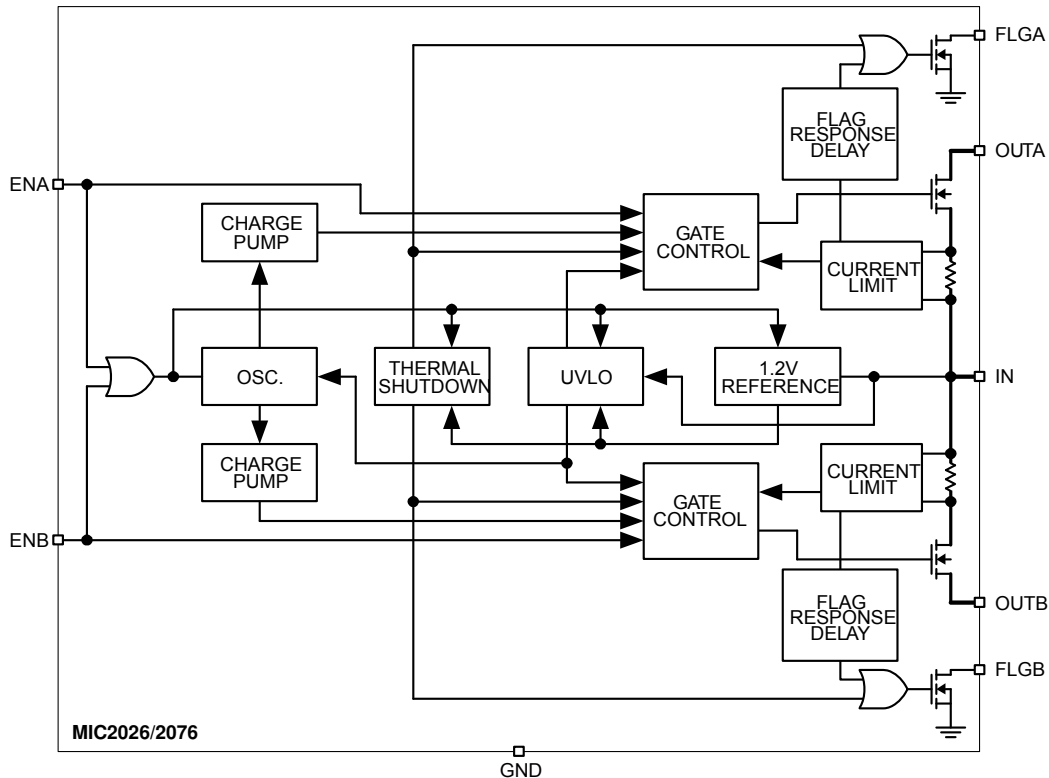 FLGA
FLAG
RESPONSE
DELAY
OUTA
ENA
CHARGE
PUMP
GATE
CONTROL
CURRENT
LIMIT
OSC.
THERMAL
SHUTDOWN
UVLO
1.2V
REFERENCE
IN
CHARGE
PUMP
CURRENT
LIMIT
GATE
CONTROL
ENB
FLAG
RESPONSE
DELAY
OUTB
FLGB
MIC2026/2076
GND